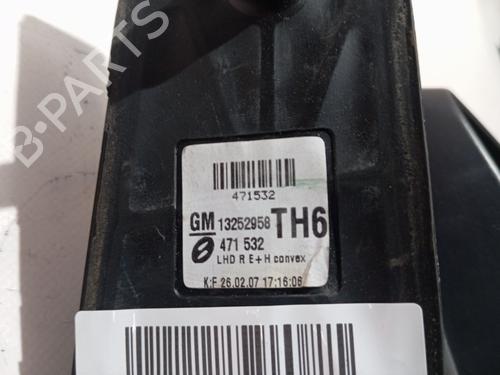 471532
GM 13252958 TH6
471 532
LHD R E+H convex
K:F 26.02.07 17:16:06
B-PARTS